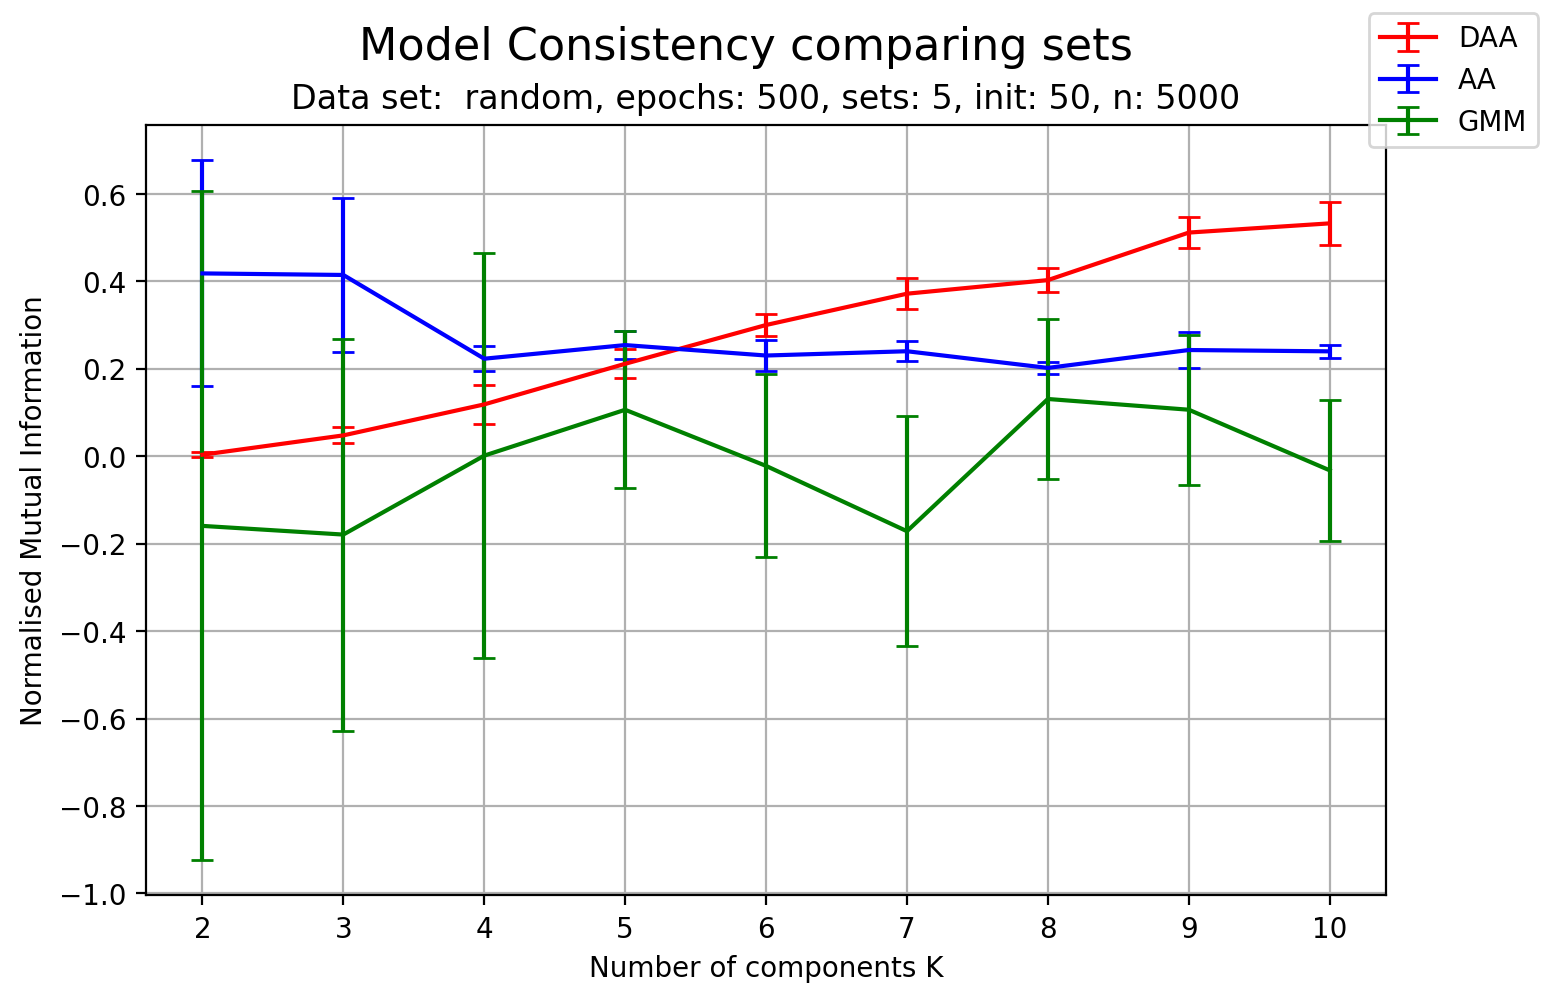 Model Consistency comparing sets
Data set:  random, epochs: 500, sets: 5, init: 50, n: 5000
DAA
AA
GMM
Normalised Mutual Information
0.6
0.4
0.2
0.0
−0.2
−0.4
−0.6
−0.8
−1.0
2 3 4 5 6 7 8 9 10
Number of components K